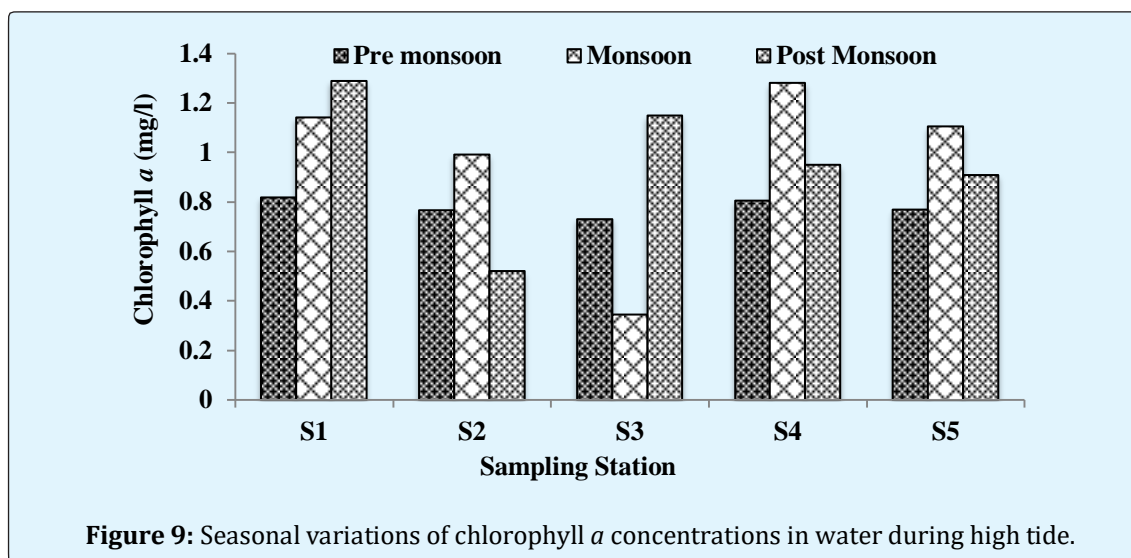 1.4
Pre monsoon Monsoon Post Monsoon
1.2
1
0.8
0.6
0.4
0.2
0
Chlorophyll a (mg/l)
S1 S2 S3 S4 S5
Sampling Station
Figure 9: Seasonal variations of chlorophyll a concentrations in water during high tide.